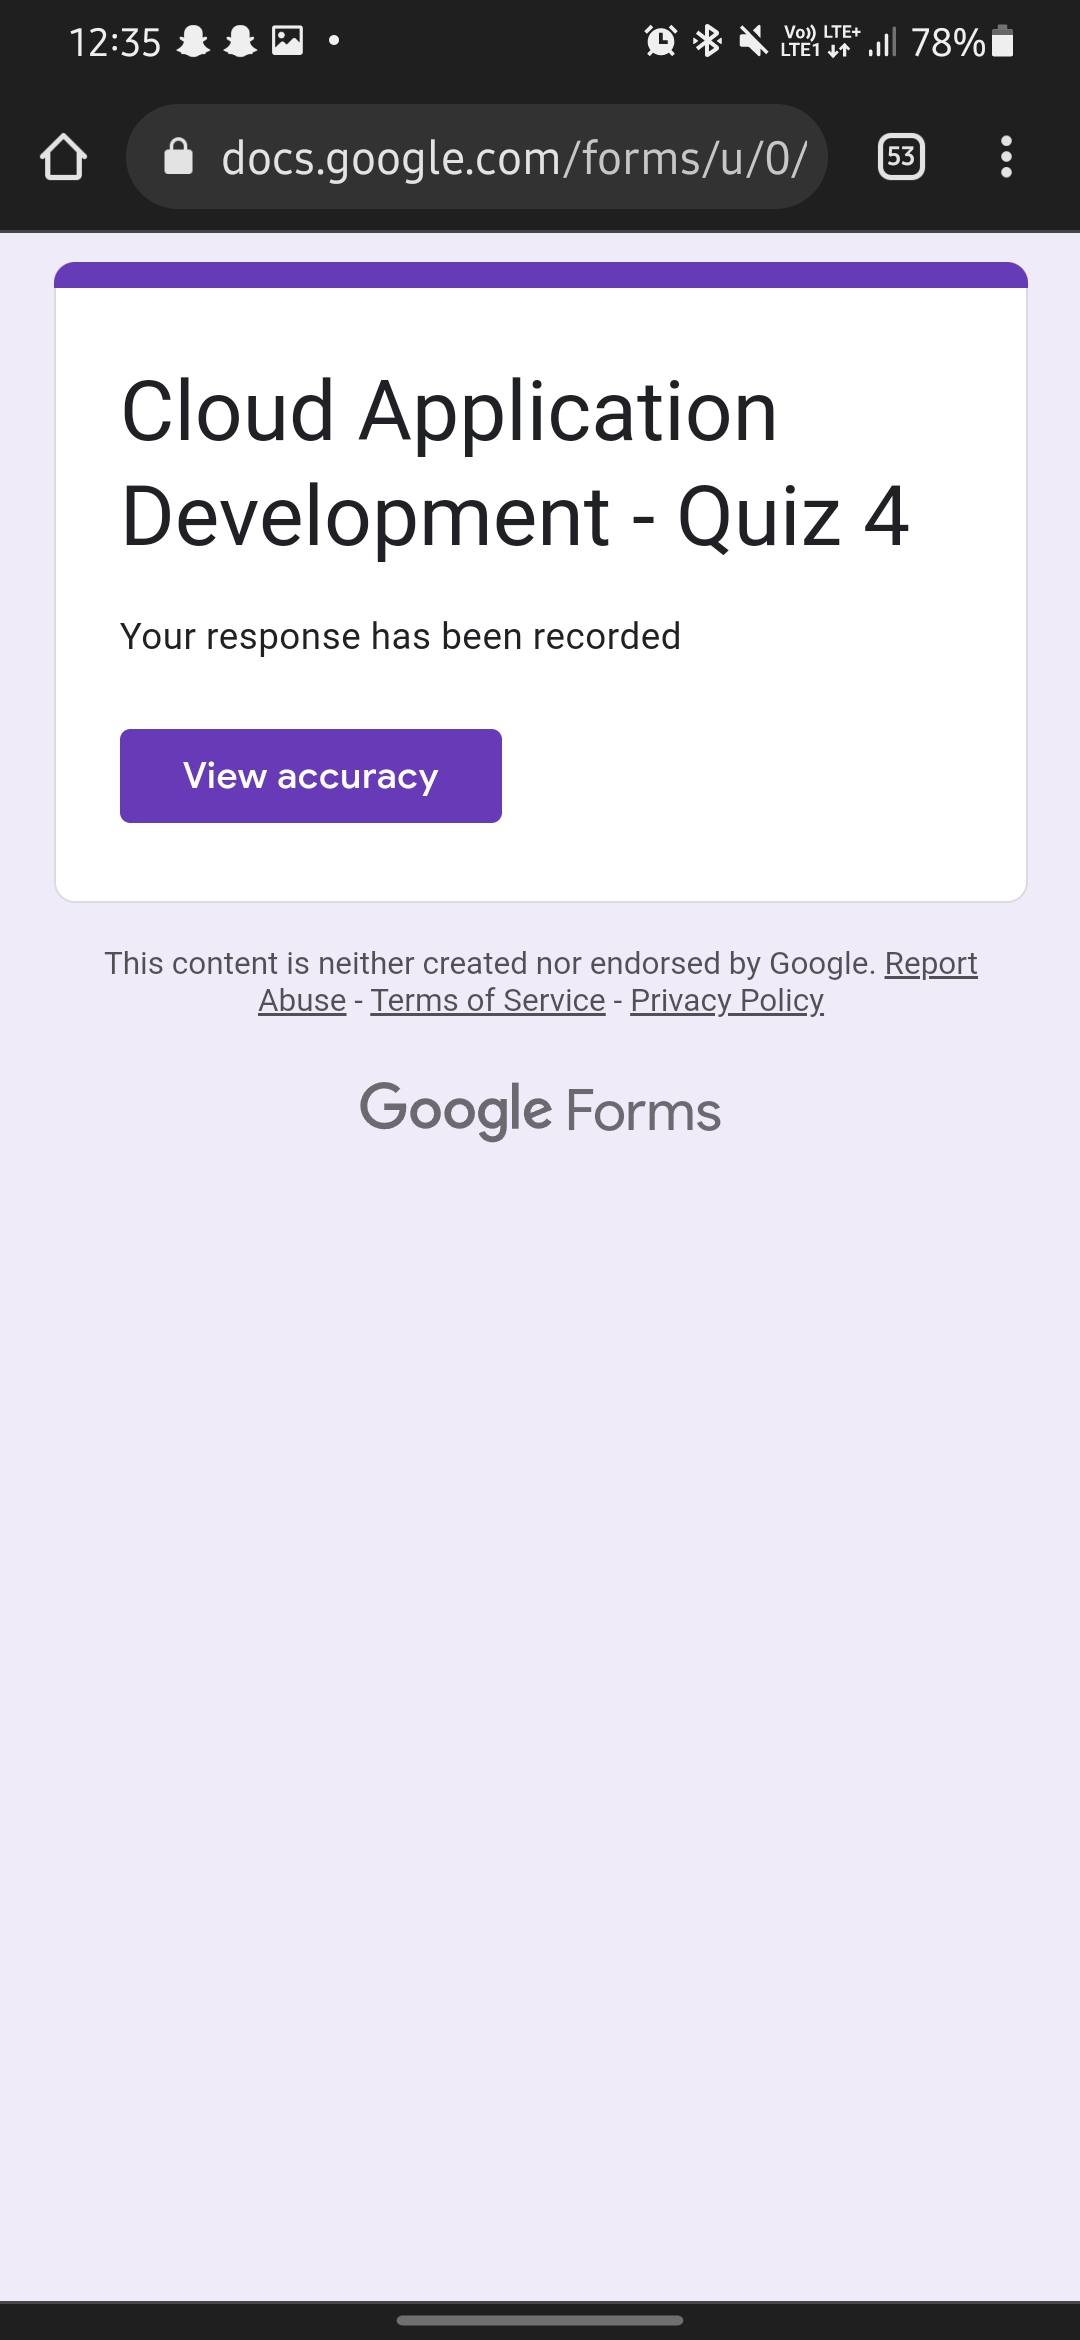 12:35
Vo)) LTE+
LTE1
78%
docs.google.com/forms/u/0/
53
Cloud Application
Development - Quiz 4
Your response has been recorded
View accuracy
This content is neither created nor endorsed by Google. Report
Abuse - Terms of Service - Privacy Policy
Google Forms